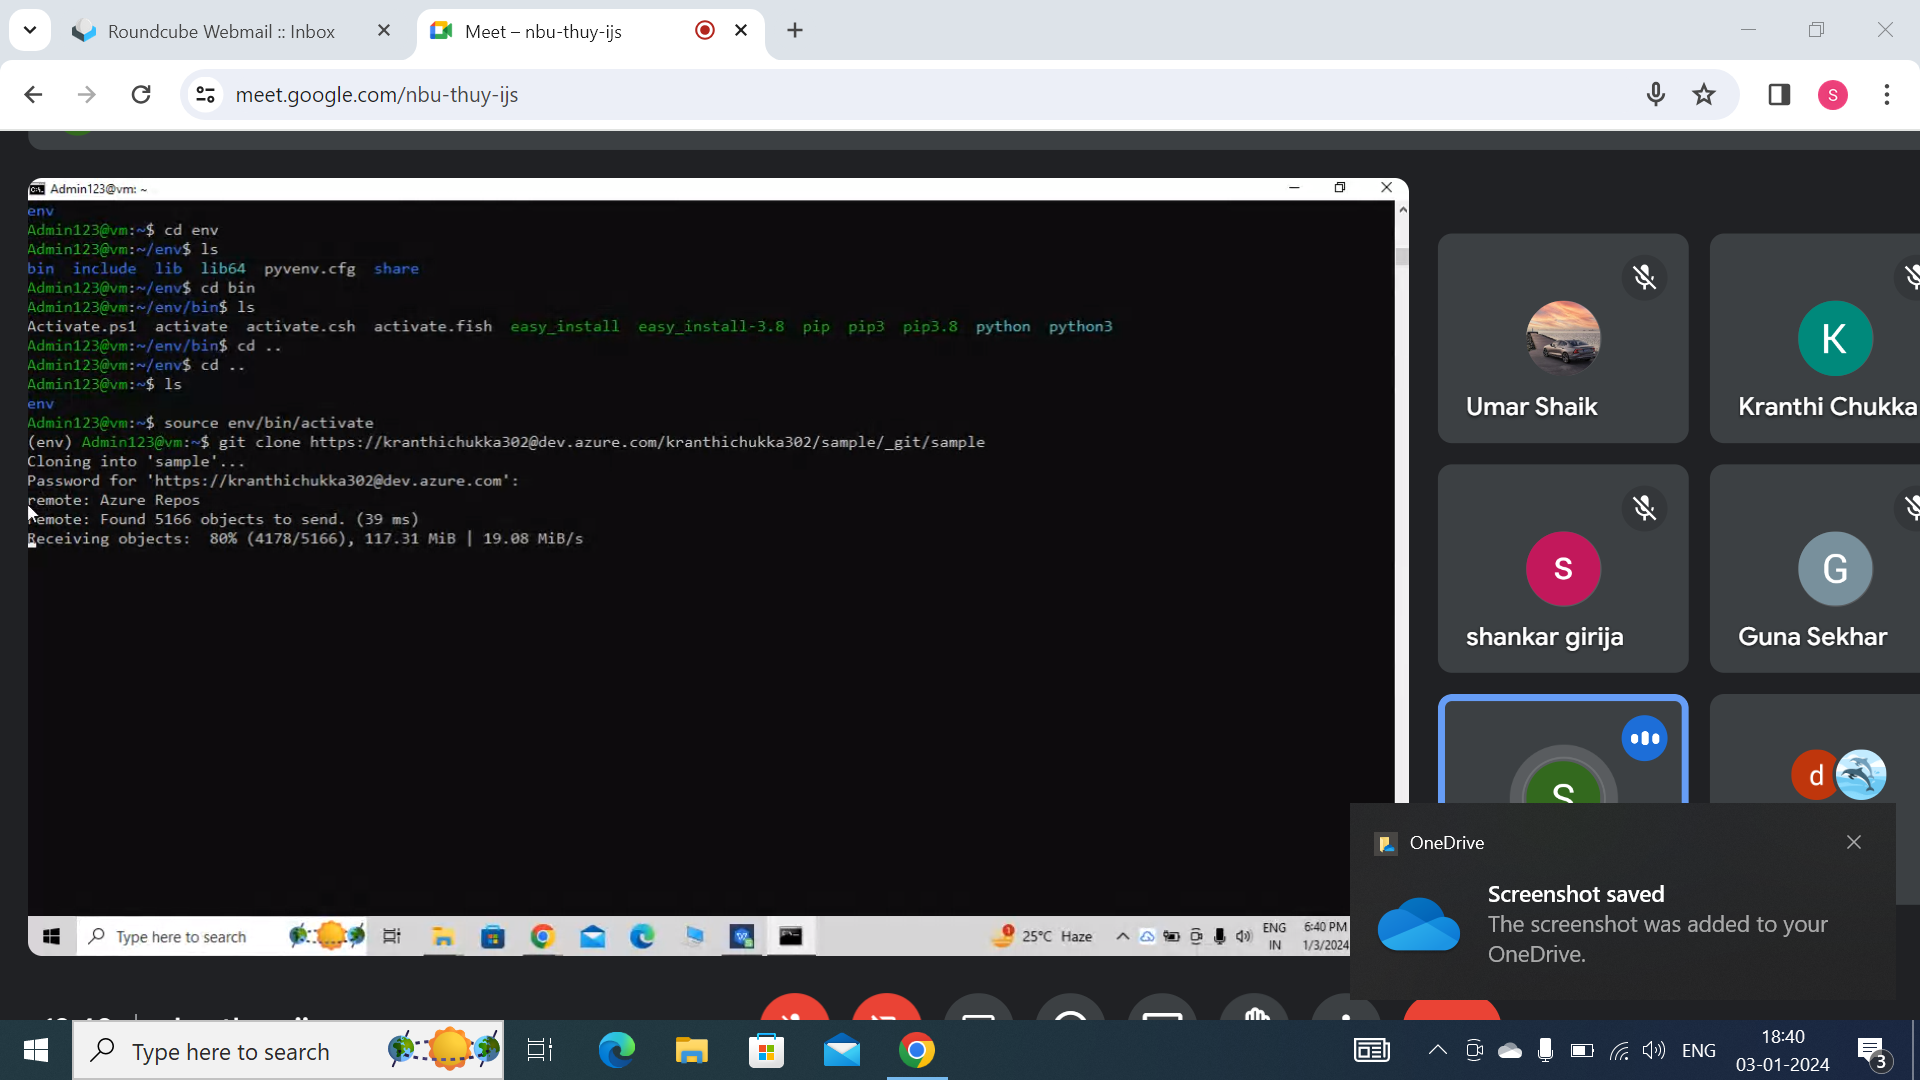 Roundcube Webmail :: Inbox
Meet – nbu-thuy-ijs
meet.google.com/nbu-thuy-ijs
S
Admin123@vm: ~
env
Admin123@vm:~$ cd env
Admin123@vm:~/env$ ls
bin include lib lib64 pyvenv.cfg share
Admin123@vm:~/env$ cd bin
Admin123@vm:~/env/bin$ ls
Activate.ps1 activate activate.csh activate.fish easy_install easy_install-3.8 pip pip3 pip3.8 python python3
Admin123@vm:~/env/bin$ cd ..
Admin123@vm:~/env$ cd ..
Admin123@vm:~$ ls
env
Admin123@vm:~$ source env/bin/activate
(env) Admin123@vm:~$ git clone https://kranthichukka302@dev.azure.com/kranthichukka302/sample/_git/sample
Cloning into 'sample'...
Password for 'https://kranthichukka302@dev.azure.com':
remote: Azure Repos
remote: Found 5166 objects to send. (39 ms)
Receiving objects: 80% (4178/5166), 117.31 MiB | 19.08 MiB/s
Umar Shaik
K
Kranthi Chukka
S
shankar girija
G
Guna Sekhar
S
d
OneDrive
Screenshot saved
The screenshot was added to your
OneDrive.
Type here to search
25°C Haze
ENG
IN
6:40 PM
1/3/2024
Type here to search
ENG
18:40
03-01-2024
3